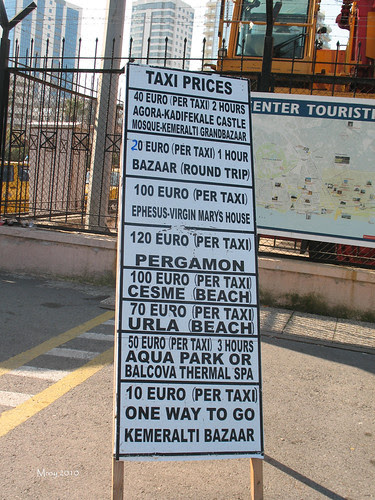 TAXI PRICES
40 EURO (PER TAXI) 2 HOURS
AGORA-KADIFEKALE CASTLE
MOSQUE-KEMERALTI GRANDBAZAAR
20 EURO (PER TAXI) 1 HOUR
BAZAAR (ROUND TRIP)
100 EURO (PER TAXI)
EPHESUS-VIRGIN MARY'S HOUSE
120 EURO (PER TAXI)
PERGAMON
100 EURO (PER TAXI)
CESME (BEACH)
70 EURO (PER TAXI)
URLA (BEACH)
50 EURO (PER TAXI) 3 HOURS
AQUA PARK OR
BALCOVA THERMAL SPA
10 EURO (PER TAXI)
ONE WAY TO GO
KEMERALTI BAZAAR
ENTER TOURISTI
2010